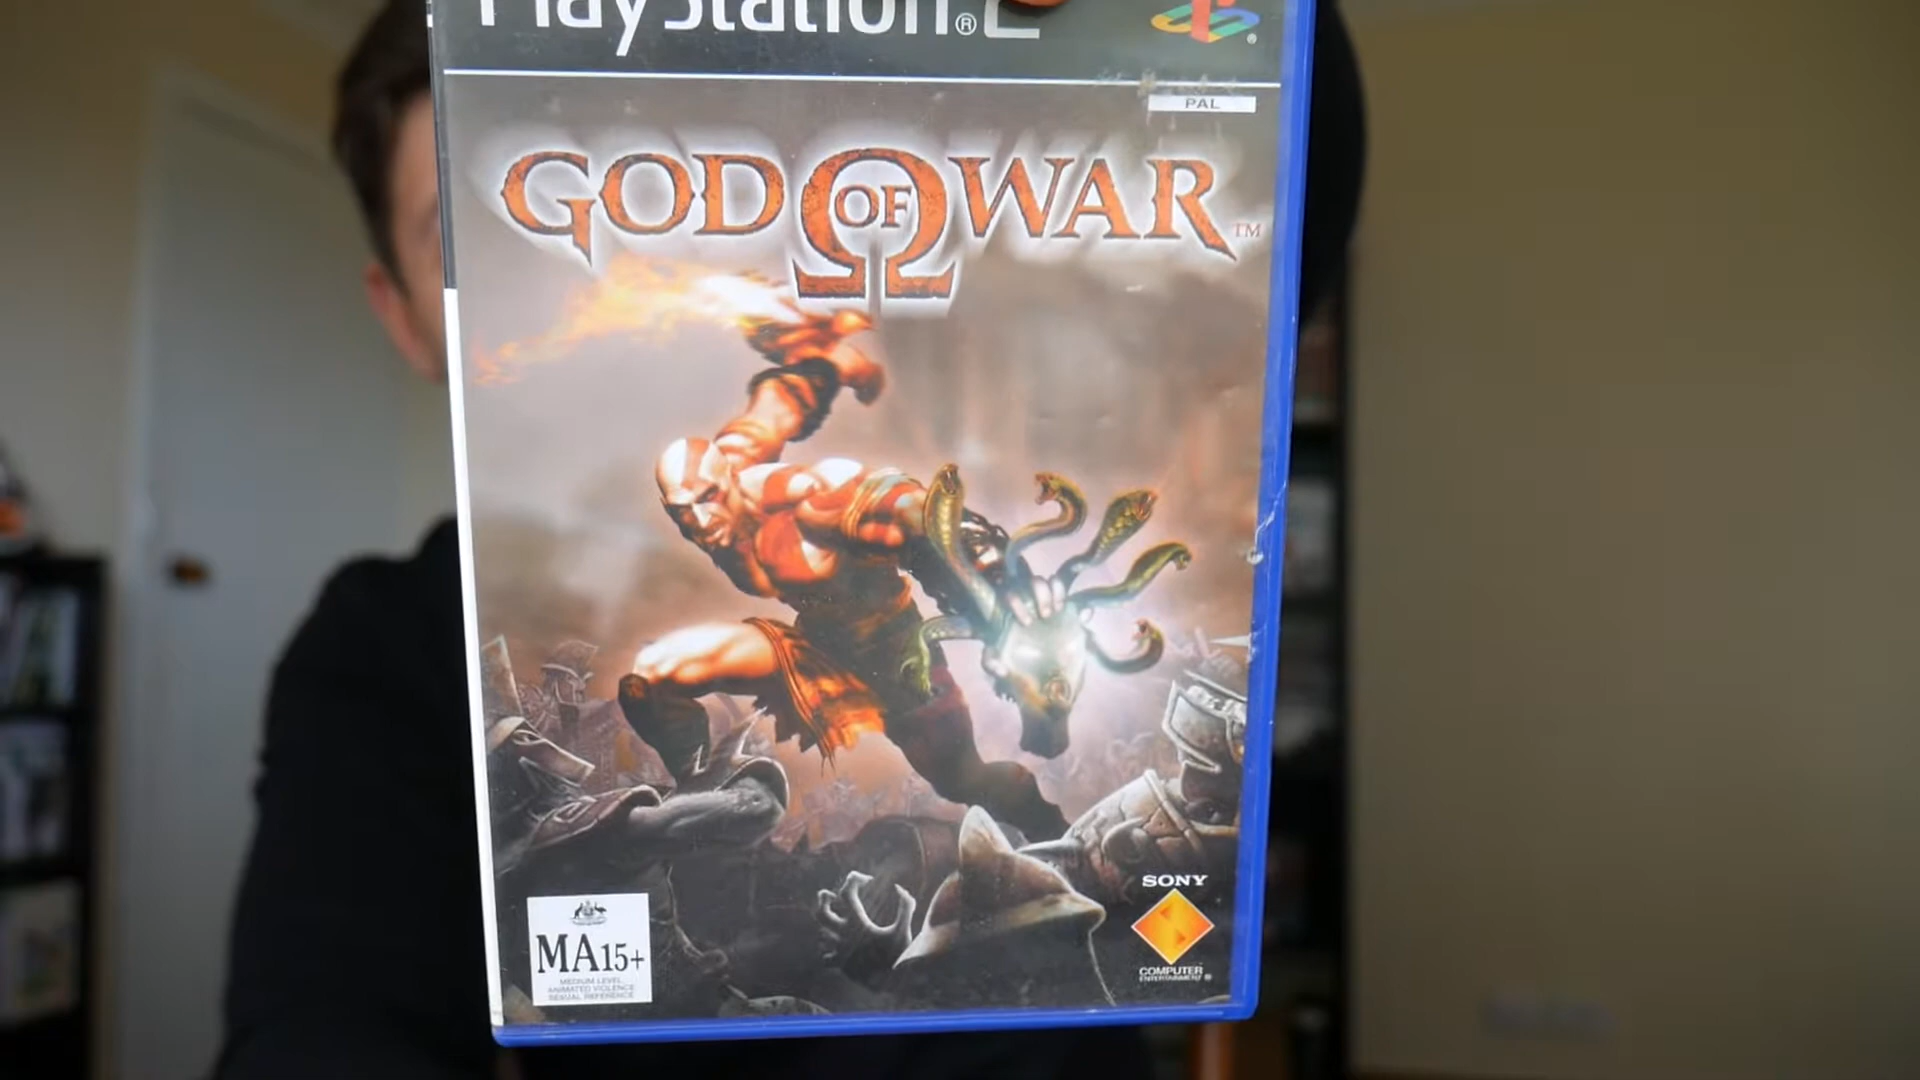 PlayStation®2
PAL
GOD OF WAR™
MA15+
MEDIUM LEVEL
ANIMATED VIOLENCE
SEXUAL REFERENCE
SONY
COMPUTER
ENTERTAINMENT®